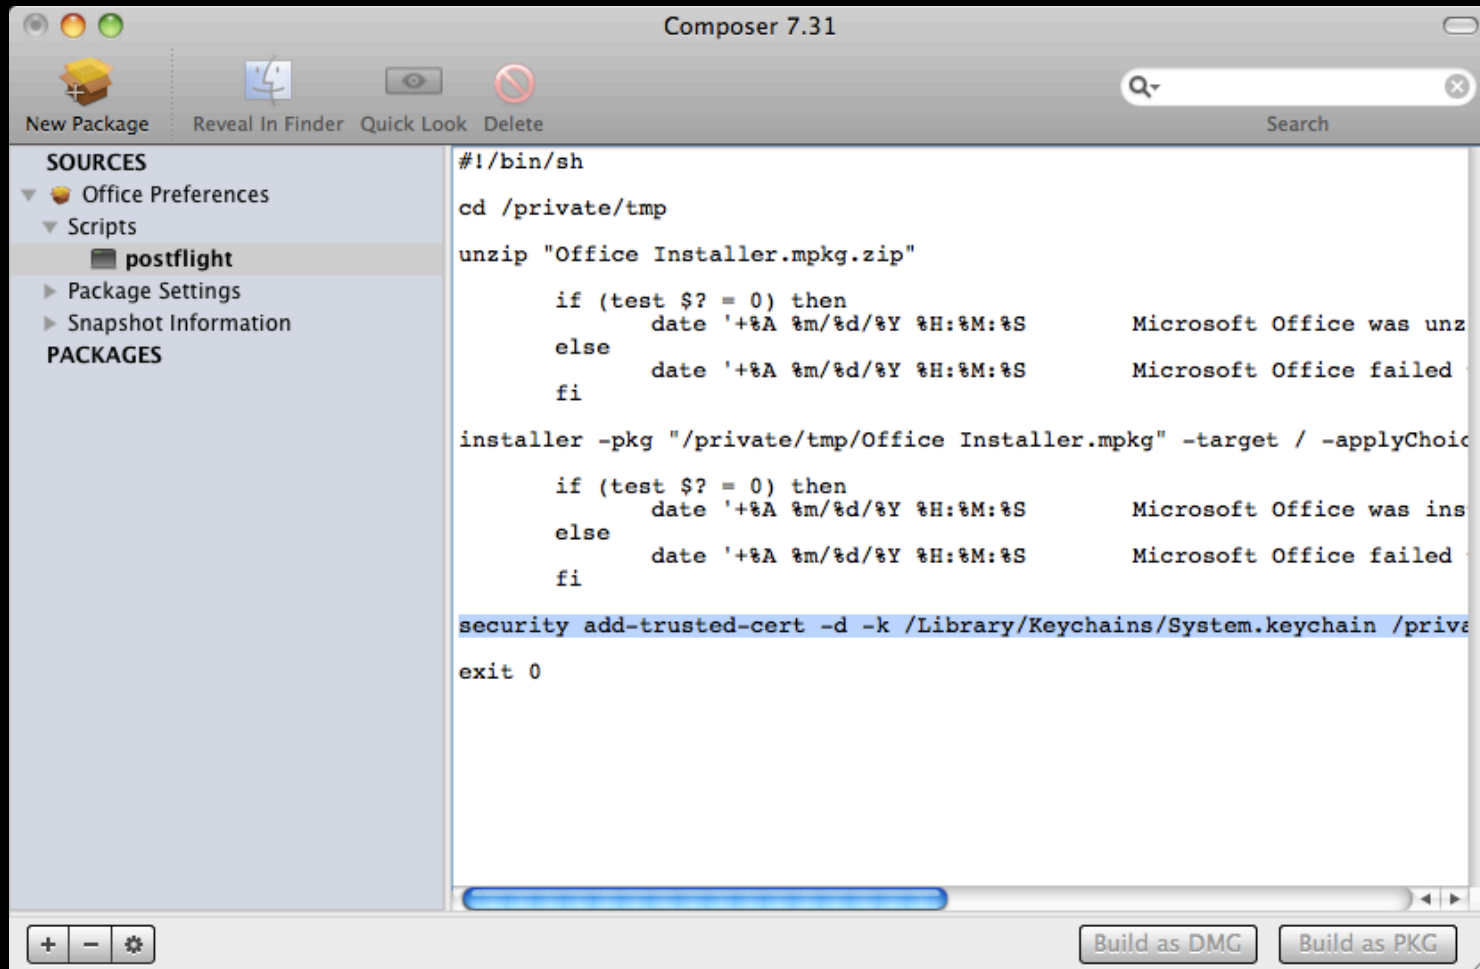 Composer 7.31
New Package
Reveal In Finder
Quick Look
Delete
Search
SOURCES
Office Preferences
Scripts
postflight
Package Settings
Snapshot Information
PACKAGES
#!/bin/sh
cd /private/tmp
unzip "Office Installer.mpkg.zip"
if (test $? = 0) then
date '+%A %m/%d/%Y %H:%M:%S Microsoft Office was unz
else
date '+%A %m/%d/%Y %H:%M:%S Microsoft Office failed
fi
installer -pkg "/private/tmp/Office Installer.mpkg" -target / -applyChoic
if (test $? = 0) then
date '+%A %m/%d/%Y %H:%M:%S Microsoft Office was ins
else
date '+%A %m/%d/%Y %H:%M:%S Microsoft Office failed
fi
security add-trusted-cert -d -k /Library/Keychains/System.keychain /priva
exit 0
Build as DMG
Build as PKG